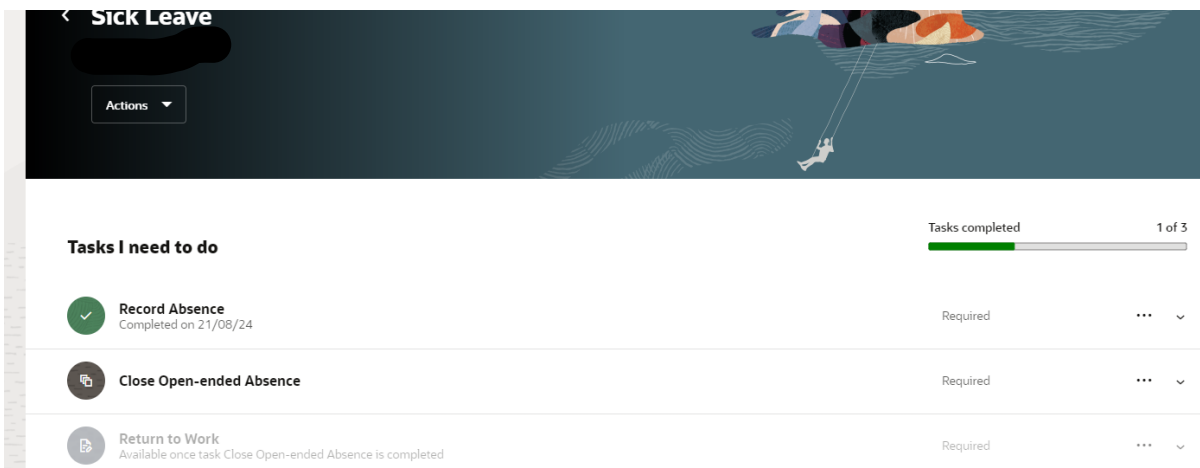 Sick Leave
Actions
Tasks completed 1 of 3
Tasks I need to do
Record Absence
Completed on 21/08/24
Required
Close Open-ended Absence
Required
Return to Work
Available once task Close Open-ended Absence is completed
Required